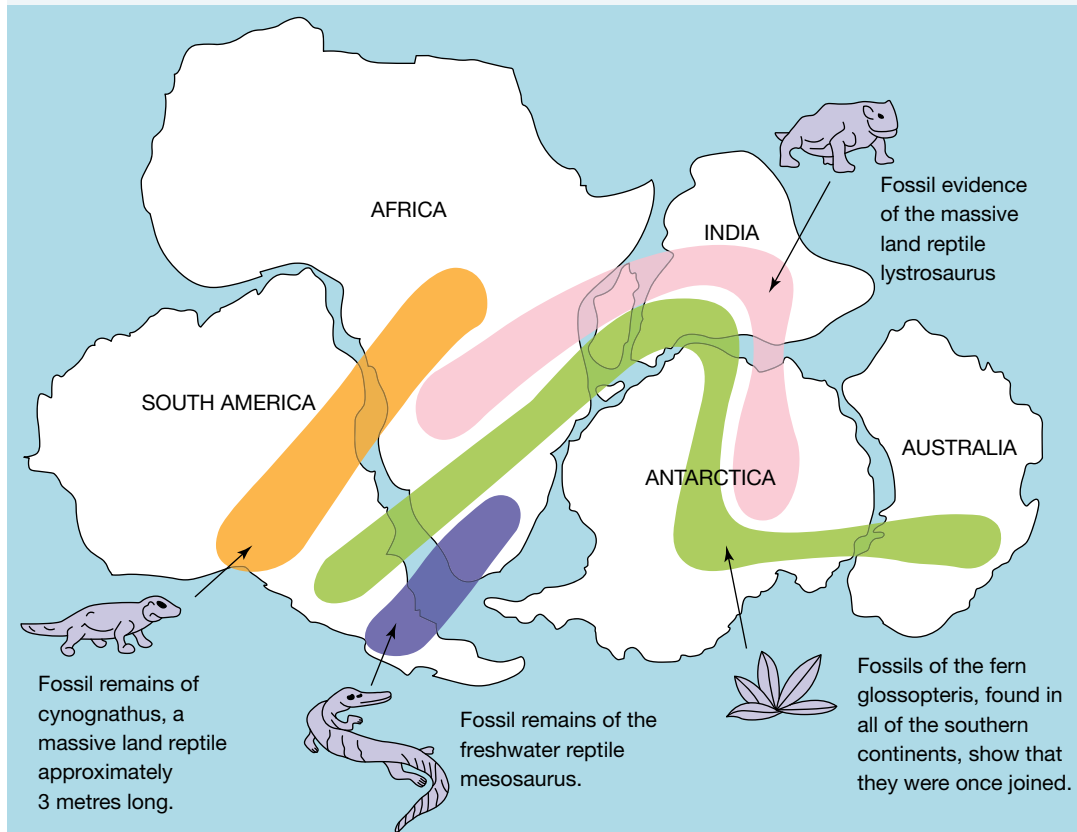 AFRICA
INDIA
Fossil evidence
of the massive
land reptile
lystrosaurus
SOUTH AMERICA
ANTARCTICA
AUSTRALIA
Fossil remains of
cynognathus, a
massive land reptile
approximately
3 metres long.
Fossil remains of the
freshwater reptile
mesosaurus.
Fossils of the fern
glossopteris, found in
all of the southern
continents, show that
they were once joined.